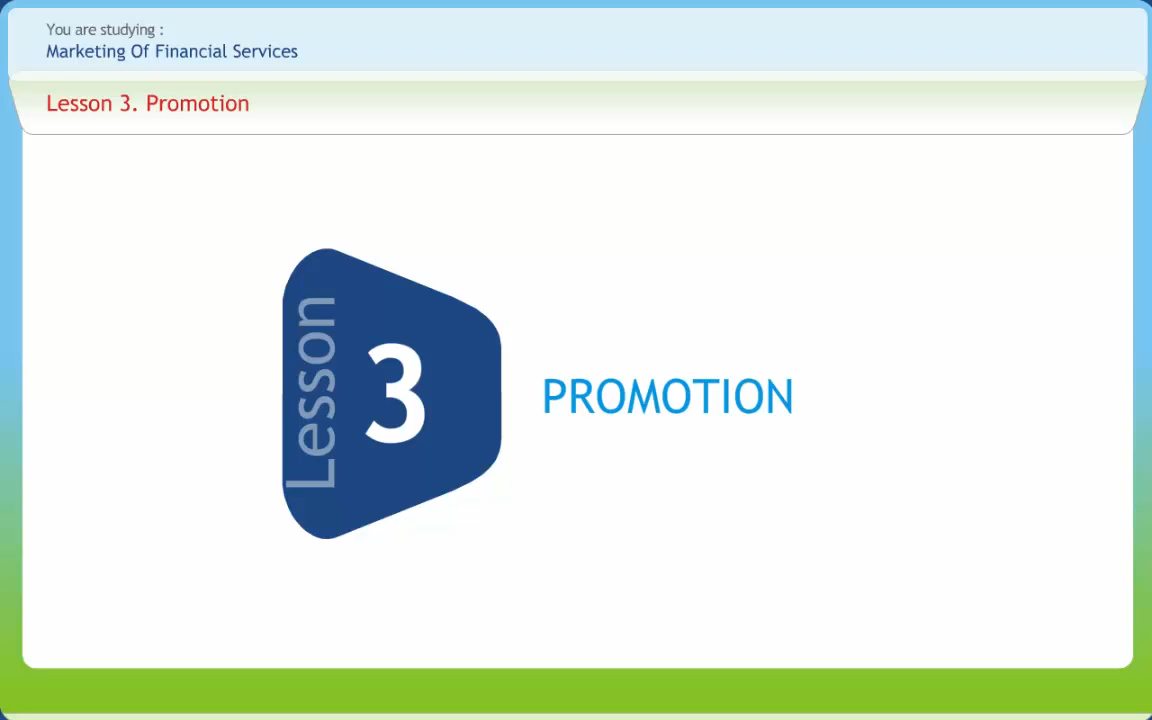 You are studying :
Marketing Of Financial Services
Lesson 3. Promotion
Lesson 3
PROMOTION